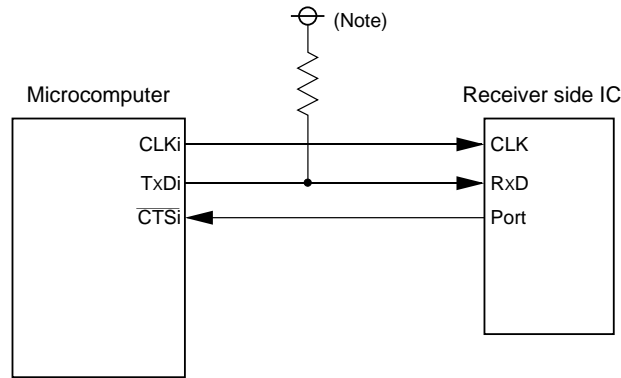 (Note)
Microcomputer
Receiver side IC
CLKi
CLK
TxDi
RxD
CTSi
Port